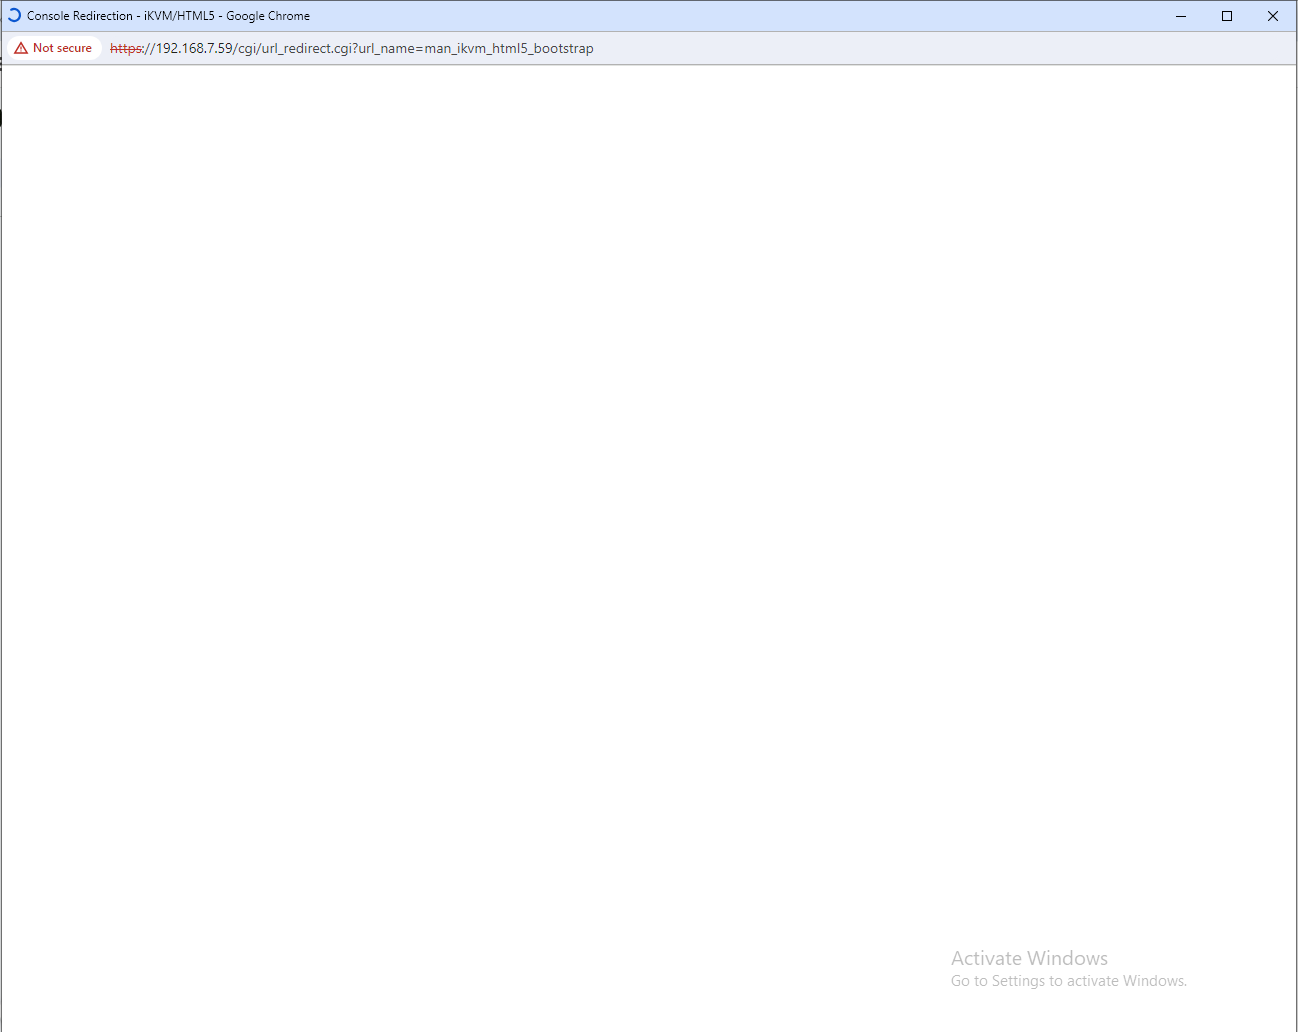 Console Redirection - iKVM/HTML5 - Google Chrome
Not secure https://192.168.7.59/cgi/url_redirect.cgi?url_name=man_ikvm_html5_bootstrap
Activate Windows
Go to Settings to activate Windows.